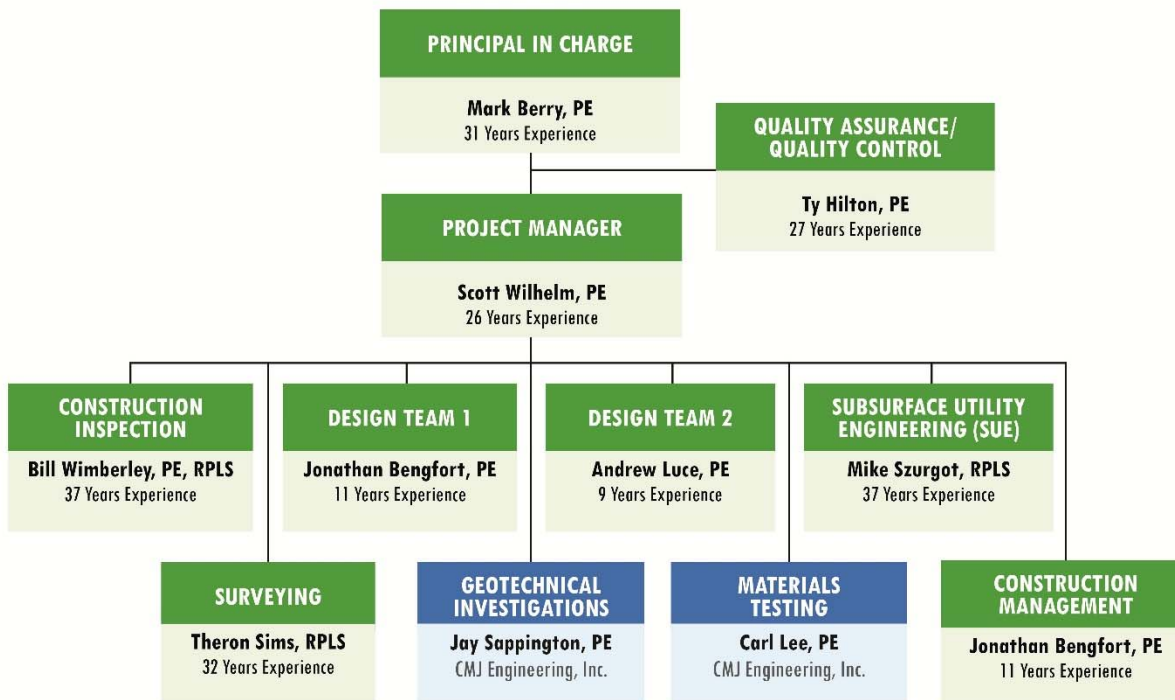 PRINCIPAL IN CHARGE
Mark Berry, PE
31 Years Experience
QUALITY ASSURANCE/
QUALITY CONTROL
Ty Hilton, PE
27 Years Experience
PROJECT MANAGER
Scott Wilhelm, PE
26 Years Experience
CONSTRUCTION
INSPECTION
Bill Wimberley, PE, RPLS
37 Years Experience
DESIGN TEAM 1
Jonathan Bengfort, PE
11 Years Experience
DESIGN TEAM 2
Andrew Luce, PE
9 Years Experience
SUBSURFACE UTILITY
ENGINEERING (SUE)
Mike Szurgot, RPLS
37 Years Experience
SURVEYING
Theron Sims, RPLS
32 Years Experience
GEOTECHNICAL
INVESTIGATIONS
Jay Sappington, PE
CMJ Engineering, Inc.
MATERIALS
TESTING
Carl Lee, PE
CMJ Engineering, Inc.
CONSTRUCTION
MANAGEMENT
Jonathan Bengfort, PE
11 Years Experience